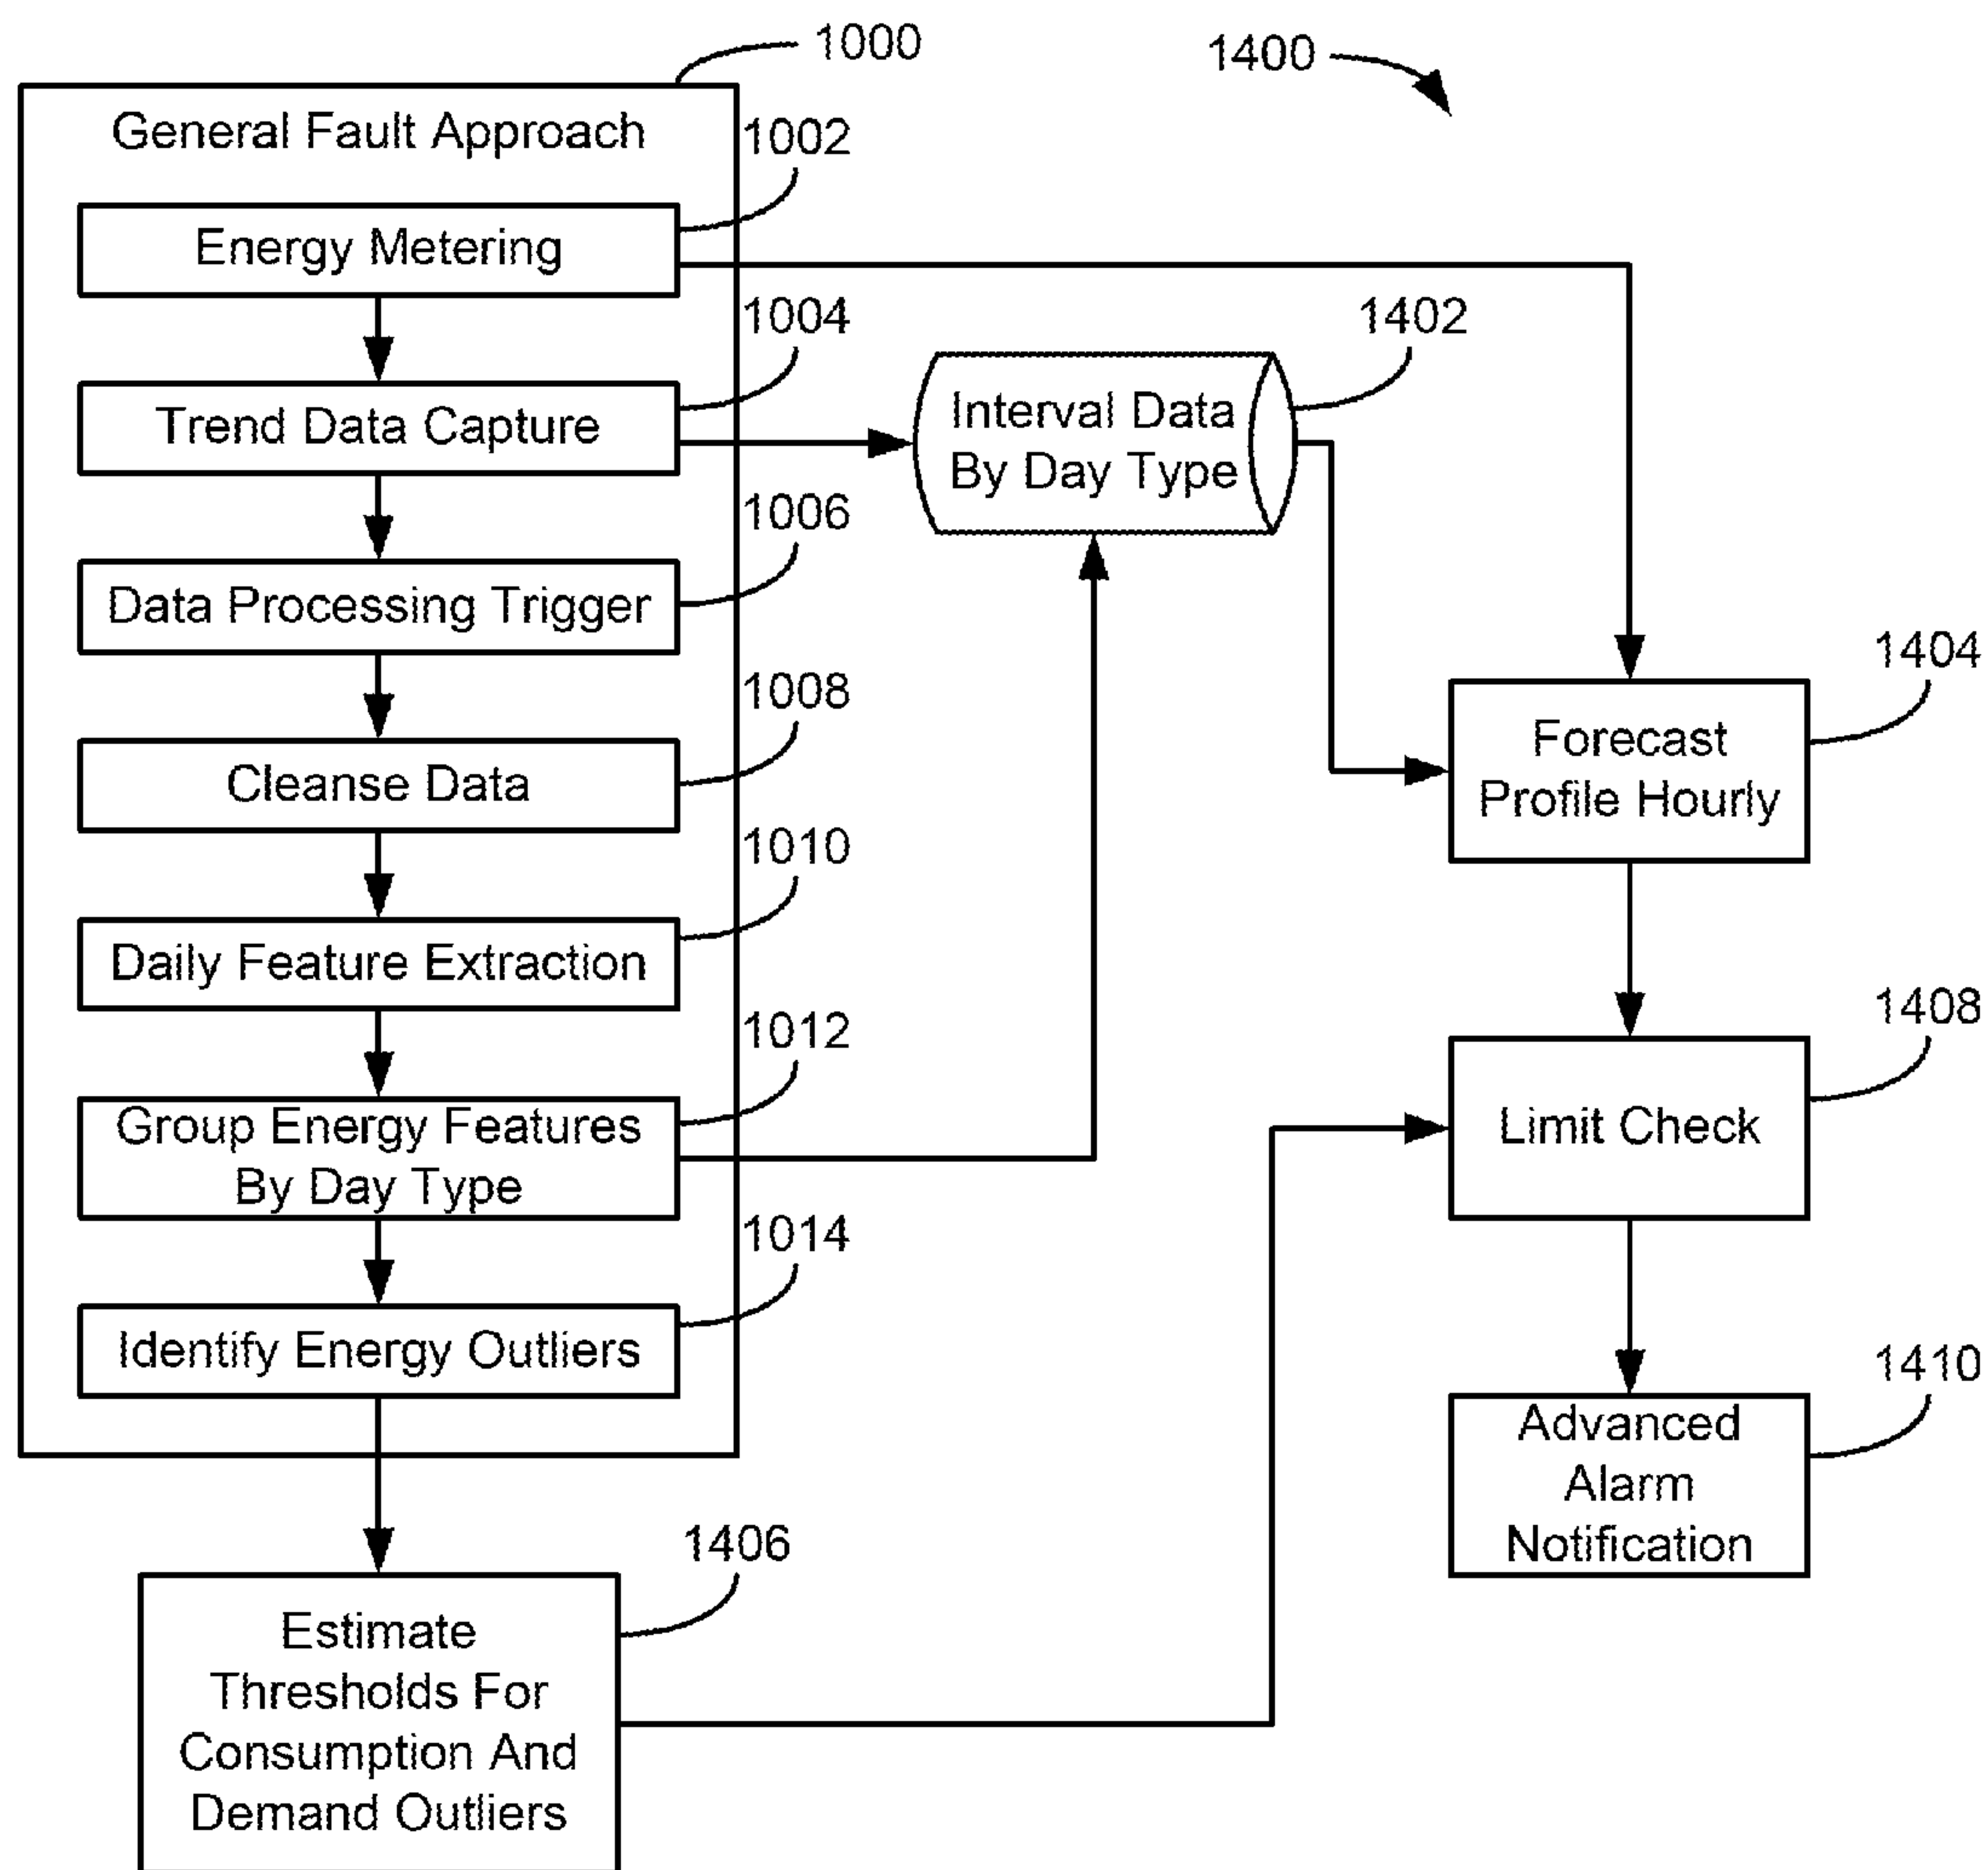 1000
1400
General Fault Approach
1002
Energy Metering
1004
1402
Trend Data Capture
Interval Data
By Day Type
1006
Data Processing Trigger
1404
1008
Forecast
Profile Hourly
Cleanse Data
1010
Daily Feature Extraction
1012
1408
Group Energy Features
By Day Type
Limit Check
1014
Identify Energy Outliers
1410
Advanced
Alarm
Notification
1406
Estimate
Thresholds For
Consumption And
Demand Outliers